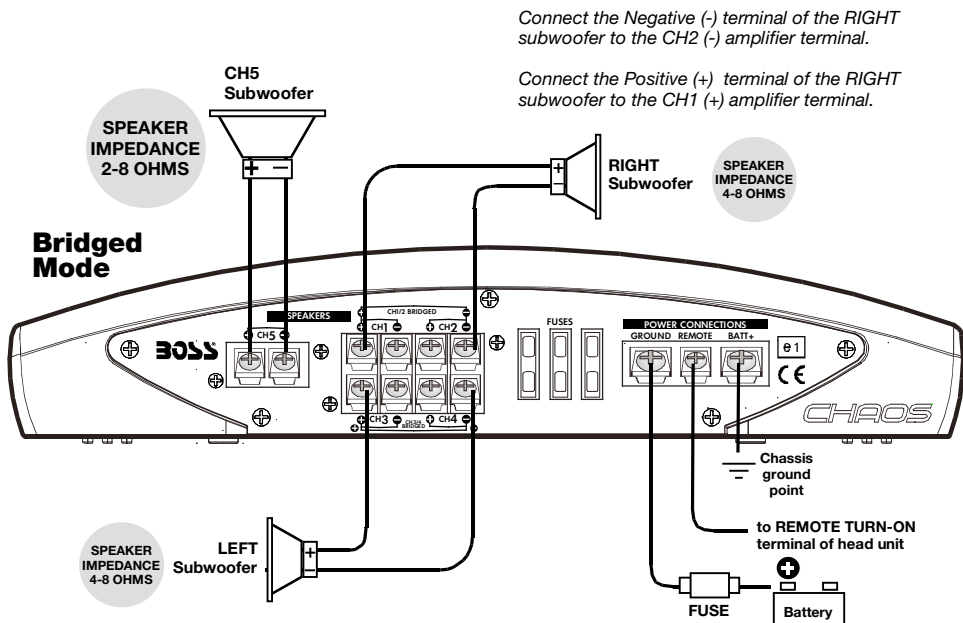 Connect the Negative (-) terminal of the RIGHT
subwoofer to the CH2 (-) amplifier terminal.
Connect the Positive (+) terminal of the RIGHT
subwoofer to the CH1 (+) amplifier terminal.
CH5
Subwoofer
SPEAKER
IMPEDANCE
2-8 OHMS
+ −
+
−
RIGHT
Subwoofer
SPEAKER
IMPEDANCE
4-8 OHMS
Bridged
Mode
SPEAKERS
CH1/2 BRIDGED
+ CH5 −
+ CH1 − + CH2 −
FUSES
POWER CONNECTIONS
GROUND REMOTE BATT+
BOSS
e1
CE
CHAOS
+ CH3 − + CH4 −
CH3/4
BRIDGED
Chassis
ground
point
to REMOTE TURN-ON
terminal of head unit
SPEAKER
IMPEDANCE
4-8 OHMS
LEFT
Subwoofer
+
−
FUSE
+
Battery